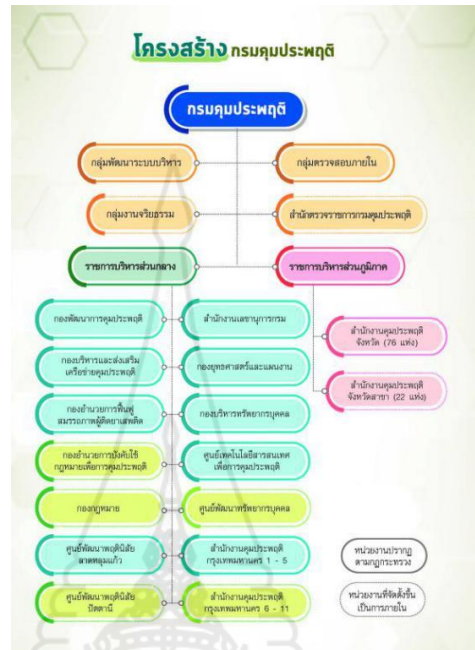 โครงสร้าง กรมคุมประพฤติ
กรมคุมประพฤติ
กลุ่มพัฒนาระบบบริหาร
กลุ่มตรวจสอบภายใน
กลุ่มงานจริยธรรม
สำนักตรวจราชการกรมคุมประพฤติ
ราชการบริหารส่วนกลาง
ราชการบริหารส่วนภูมิภาค
กองพัฒนาการคุมประพฤติ
สำนักงานเลขานุการกรม
สำนักงานคุมประพฤติ
จังหวัด (76 แห่ง)
กองบริหารและส่งเสริม
เครือข่ายคุมประพฤติ
กองยุทธศาสตร์และแผนงาน
สำนักงานคุมประพฤติ
จังหวัดสาขา (22 แห่ง)
กองอำนวยการฟื้นฟู
สมรรถภาพผู้ติดยาเสพติด
กองบริหารทรัพยากรบุคคล
กองอำนวยการบังคับใช้
กฎหมายเพื่อการคุมประพฤติ
ศูนย์เทคโนโลยีสารสนเทศ
เพื่อการคุมประพฤติ
กองกฎหมาย
ศูนย์พัฒนาทรัพยากรบุคคล
ศูนย์พัฒนาพฤตินิสัย
ลาดหลุมแก้ว
สำนักงานคุมประพฤติ
กรุงเทพมหานคร 1 - 5
หน่วยงานปรากฏ
ตามกฎกระทรวง
ศูนย์พัฒนาพฤตินิสัย
ปัตตานี
สำนักงานคุมประพฤติ
กรุงเทพมหานคร 6 - 11
หน่วยงานที่จัดตั้งขึ้น
เป็นการภายใน